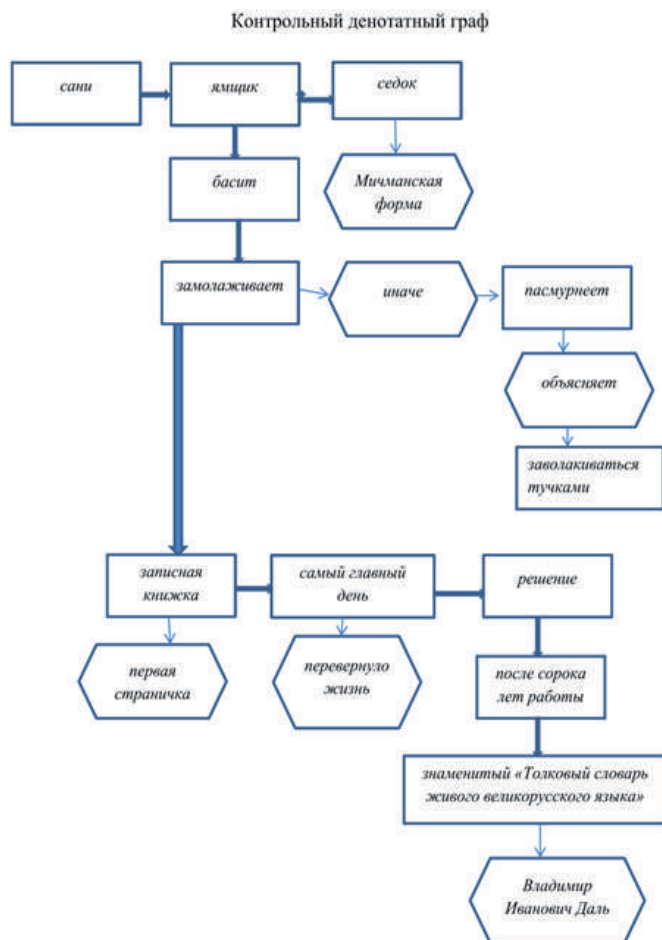 Контрольный денотатный граф
сани
ямщик
седок
басит
Мичманская
форма
замолаживает
иначе
пасмурнеет
объясняет
заволакиваться
тучками
записная
книжка
самый главный
день
решение
первая
страничка
перевернуло
жизнь
после сорока
лет работы
знаменитый «Толковый словарь
живого великорусского языка»
Владимир
Иванович Даль